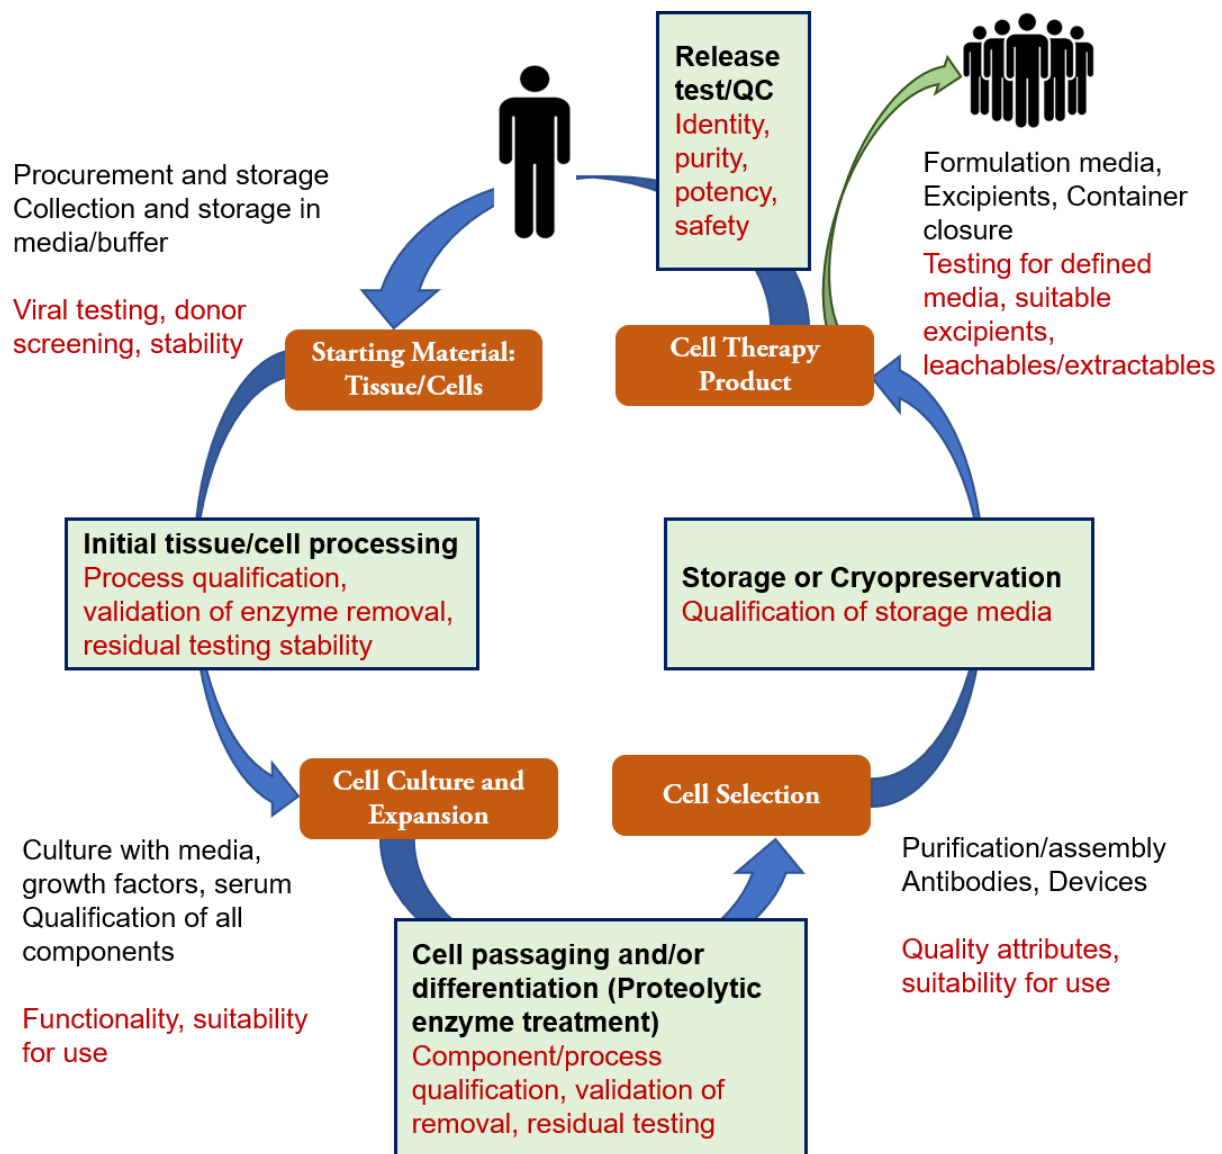 Release
test/QC
Identity,
purity,
potency,
safety
Procurement and storage
Collection and storage in
media/buffer
Viral testing, donor
screening, stability
Formulation media,
Excipients, Container
closure
Testing for defined
media, suitable
excipients,
leachables/extractables
Starting Material:
Tissue/Cells
Cell Therapy
Product
Initial tissue/cell processing
Process qualification,
validation of enzyme removal,
residual testing stability
Storage or Cryopreservation
Qualification of storage media
Cell Culture and
Expansion
Cell Selection
Culture with media,
growth factors, serum
Qualification of all
components
Functionality, suitability
for use
Purification/assembly
Antibodies, Devices
Quality attributes,
suitability for use
Cell passaging and/or
differentiation (Proteolytic
enzyme treatment)
Component/process
qualification, validation of
removal, residual testing